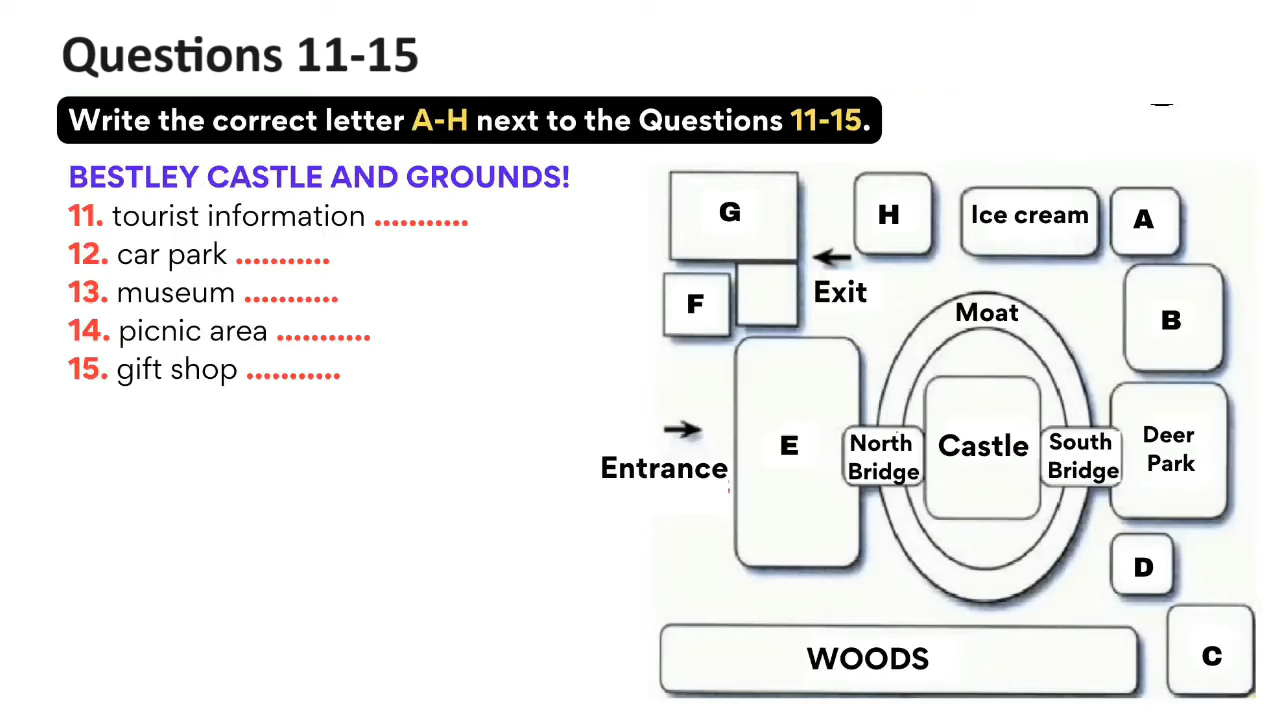 Questions 11-15
Write the correct letter A-H next to the Questions 11-15.
BESTLEY CASTLE AND GROUNDS!
11. tourist information ...........
12. car park ...........
13. museum ...........
14. picnic area ...........
15. gift shop ...........
G
H
Ice cream
A
F
Exit
Moat
B
Entrance
E
North
Bridge
Castle
South
Bridge
Deer
Park
D
WOODS
C